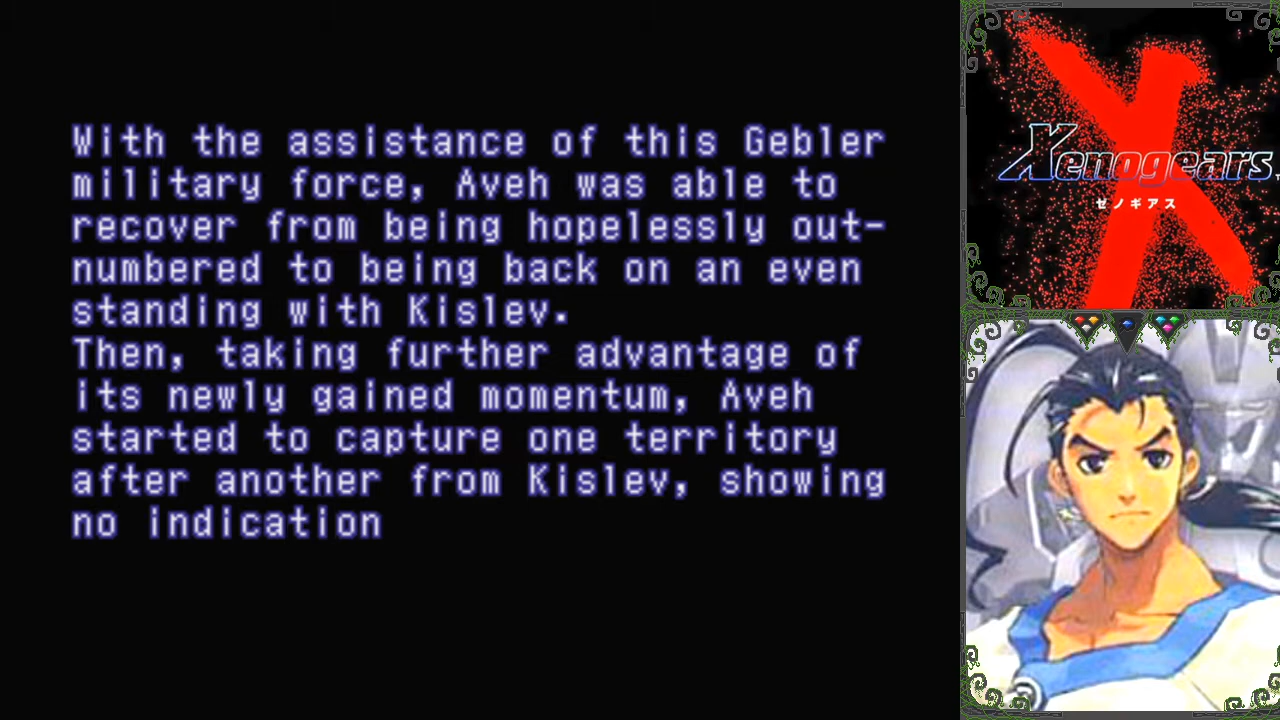 With the assistance of this Gebler
military force, Aveh was able to
recover from being hopelessly out-
numbered to being back on an even
standing with Kislev.
Then, taking further advantage of
its newly gained momentum, Aveh
started to capture one territory
after another from Kislev, showing
no indication
Xenogears
ゼノギアス